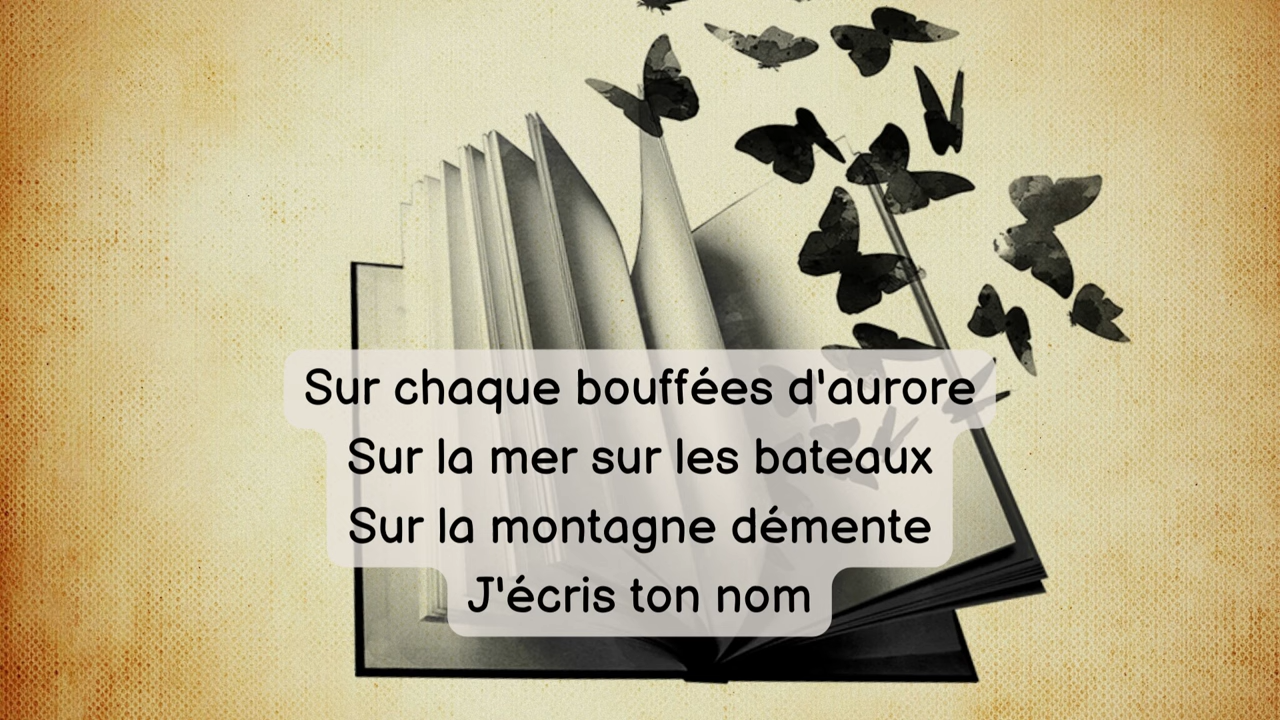 Sur chaque bouffées d'aurore
Sur la mer sur les bateaux
Sur la montagne démente
J'écris ton nom